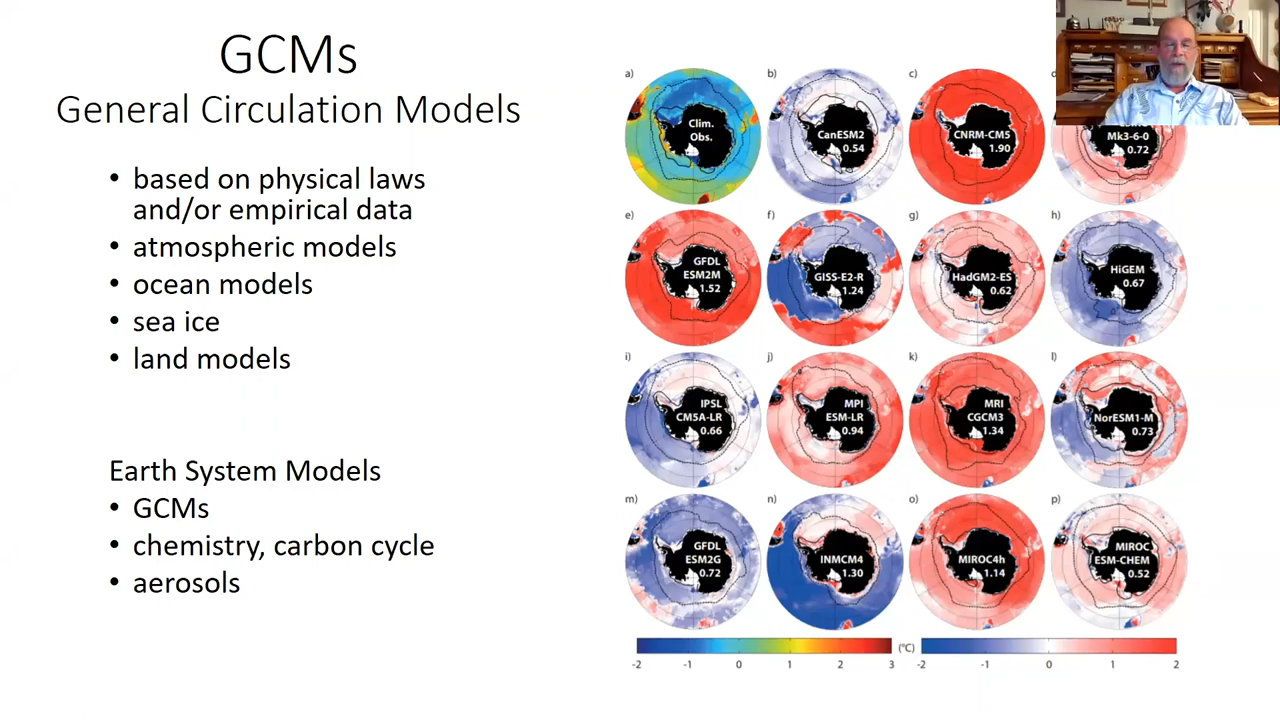 GCMs
General Circulation Models
• based on physical laws
and/or empirical data
• atmospheric models
• ocean models
• sea ice
• land models
Earth System Models
• GCMs
• chemistry, carbon cycle
• aerosols
a)
Clim.
Obs.
b)
CanESM2
0.54
c)
CNRM-CM5
1.90
Mk3-6-0
0.72
e)
GFDL
ESM2M
1.52
f)
GISS-E2-R
1.24
g)
HadGM2-ES
0.62
h)
HiGEM
0.67
i)
IPSL
CM5A-LR
0.66
j)
MPI
ESM-LR
0.94
k)
MRI
CGCM3
1.34
l)
NorESM1-M
0.73
m)
GFDL
ESM2G
0.72
n)
INMCM4
1.30
o)
MIROC4h
1.14
p)
MIROC
ESM-CHEM
0.52
-2 -1 0 1 2 3
(°C)
-2 -1 0 1 2